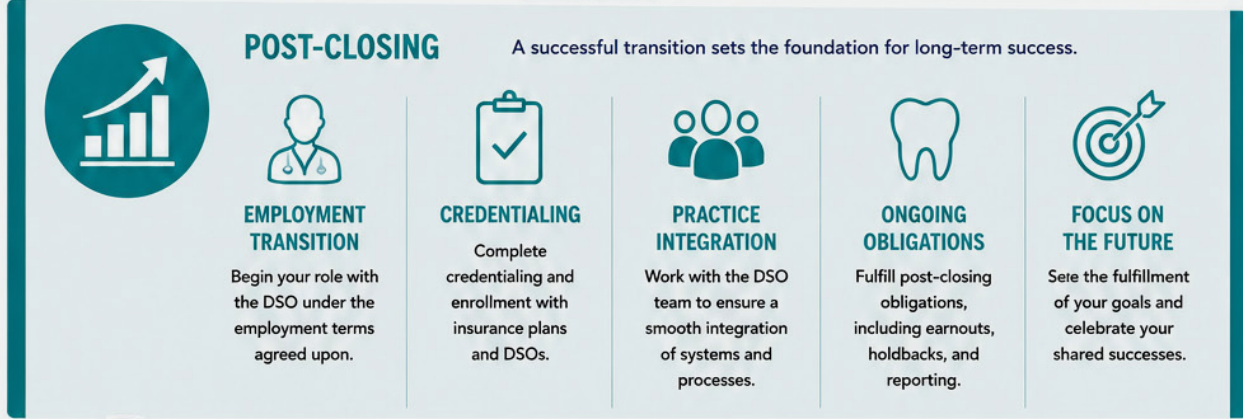 POST-CLOSING
A successful transition sets the foundation for long-term success.
EMPLOYMENT
TRANSITION
Begin your role with
the DSO under the
employment terms
agreed upon.
CREDENTIALING
Complete
credentialing and
enrollment with
insurance plans
and DSOs.
PRACTICE
INTEGRATION
Work with the DSO
team to ensure a
smooth integration
of systems and
processes.
ONGOING
OBLIGATIONS
Fulfill post-closing
obligations,
including earnouts,
holdbacks, and
reporting.
FOCUS ON
THE FUTURE
Sere the fulfillment
of your goals and
celebrate your
shared successes.